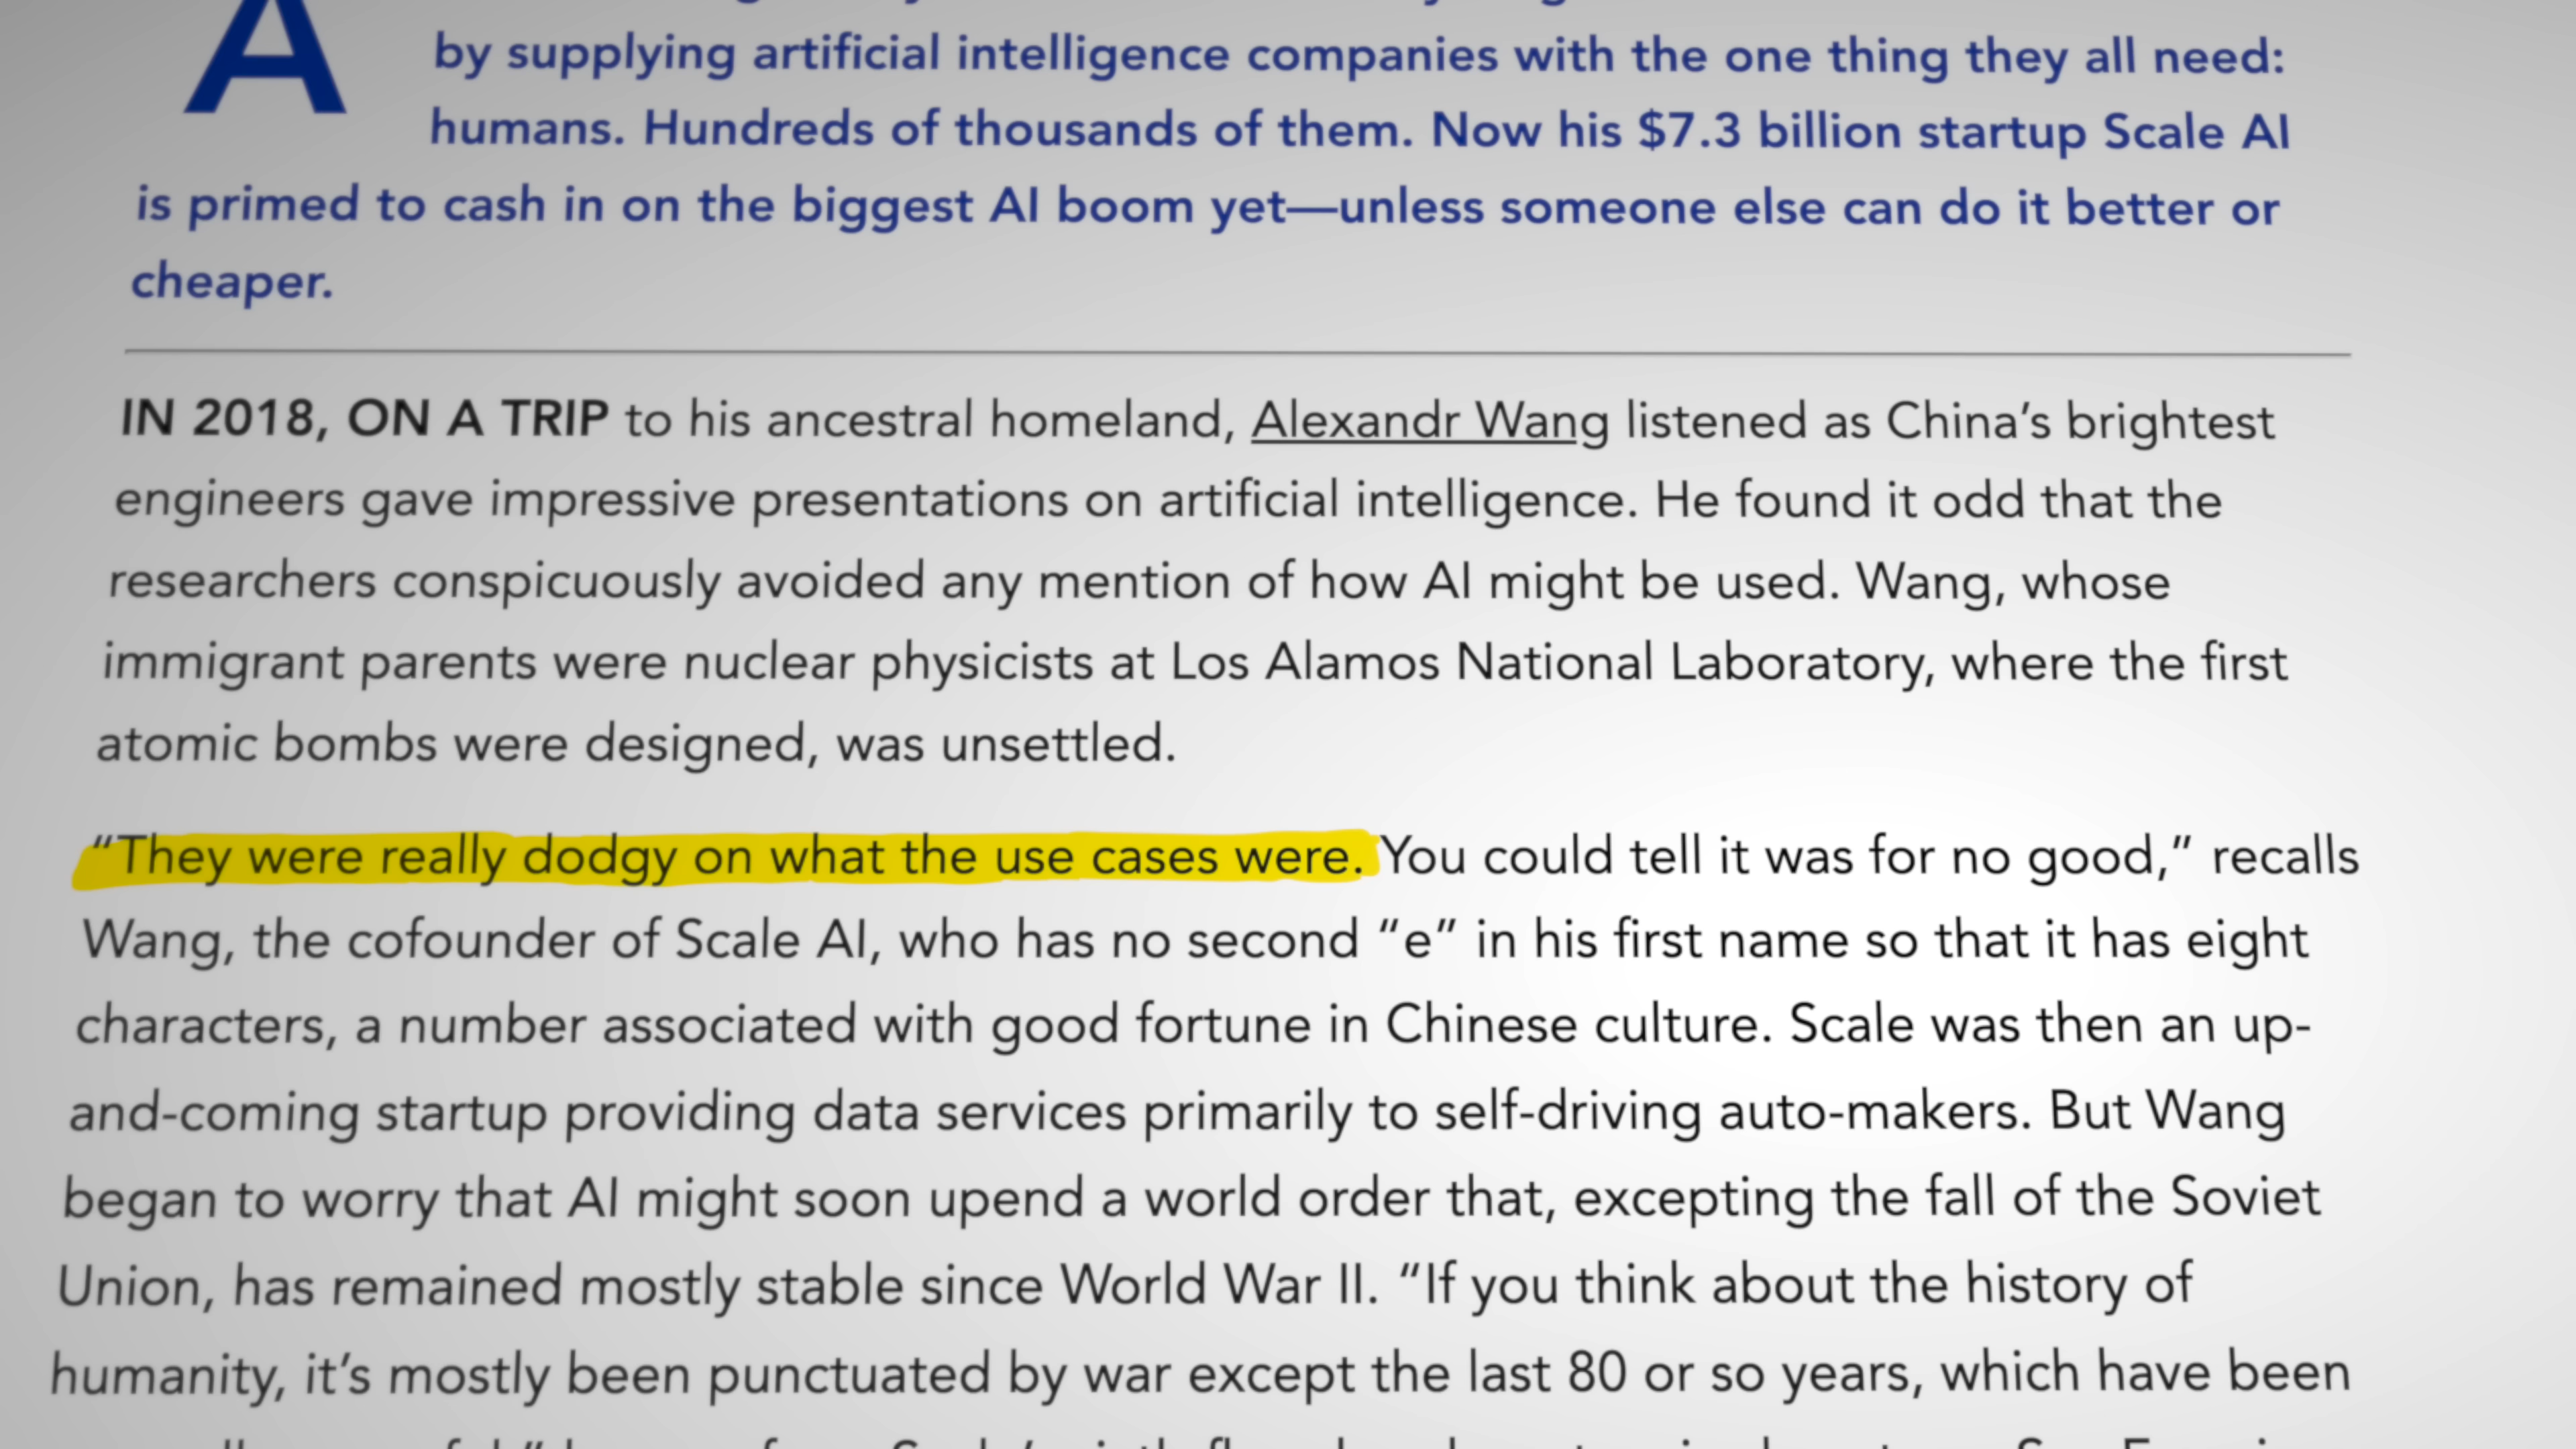 A
by supplying artificial intelligence companies with the one thing they all need:
humans. Hundreds of thousands of them. Now his $7.3 billion startup Scale AI
is primed to cash in on the biggest AI boom yet—unless someone else can do it better or
cheaper.
IN 2018, ON A TRIP to his ancestral homeland, Alexandr Wang listened as China's brightest
engineers gave impressive presentations on artificial intelligence. He found it odd that the
researchers conspicuously avoided any mention of how AI might be used. Wang, whose
immigrant parents were nuclear physicists at Los Alamos National Laboratory, where the first
atomic bombs were designed, was unsettled.
“They were really dodgy on what the use cases were. You could tell it was for no good,” recalls
Wang, the cofounder of Scale AI, who has no second “e” in his first name so that it has eight
characters, a number associated with good fortune in Chinese culture. Scale was then an up-
and-coming startup providing data services primarily to self-driving auto-makers. But Wang
began to worry that AI might soon upend a world order that, excepting the fall of the Soviet
Union, has remained mostly stable since World War II. “If you think about the history of
humanity, it’s mostly been punctuated by war except the last 80 or so years, which have been